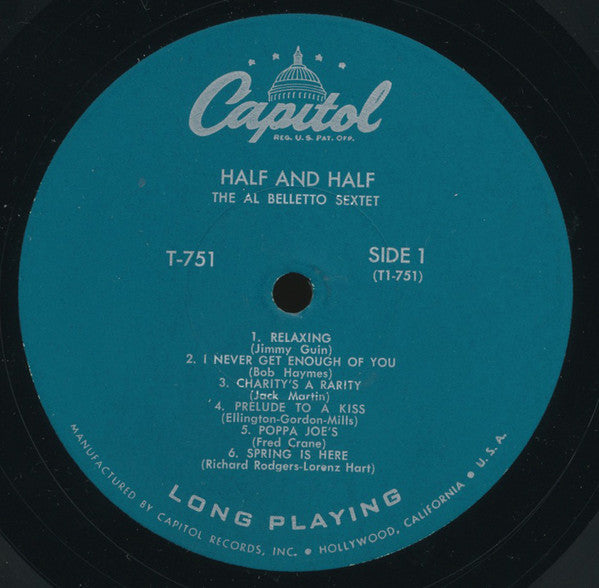 Capitol
REG. U.S. PAT. OFF.
HALF AND HALF
THE AL BELLETTO SEXTET
T-751
SIDE 1
(T1-751)
1. RELAXING
(Jimmy Guin)
2. I NEVER GET ENOUGH OF YOU
(Bob Haymes)
3. CHARITY'S A RARITY
(Jack Martin)
4. PRELUDE TO A KISS
(Ellington-Gordon-Mills)
5. POPPA JOE'S
(Fred Crane)
6. SPRING IS HERE
(Richard Rodgers-Lorenz Hart)
LONG PLAYING
MANUFACTURED BY CAPITOL RECORDS, INC. • HOLLYWOOD, CALIFORNIA • U.S.A.